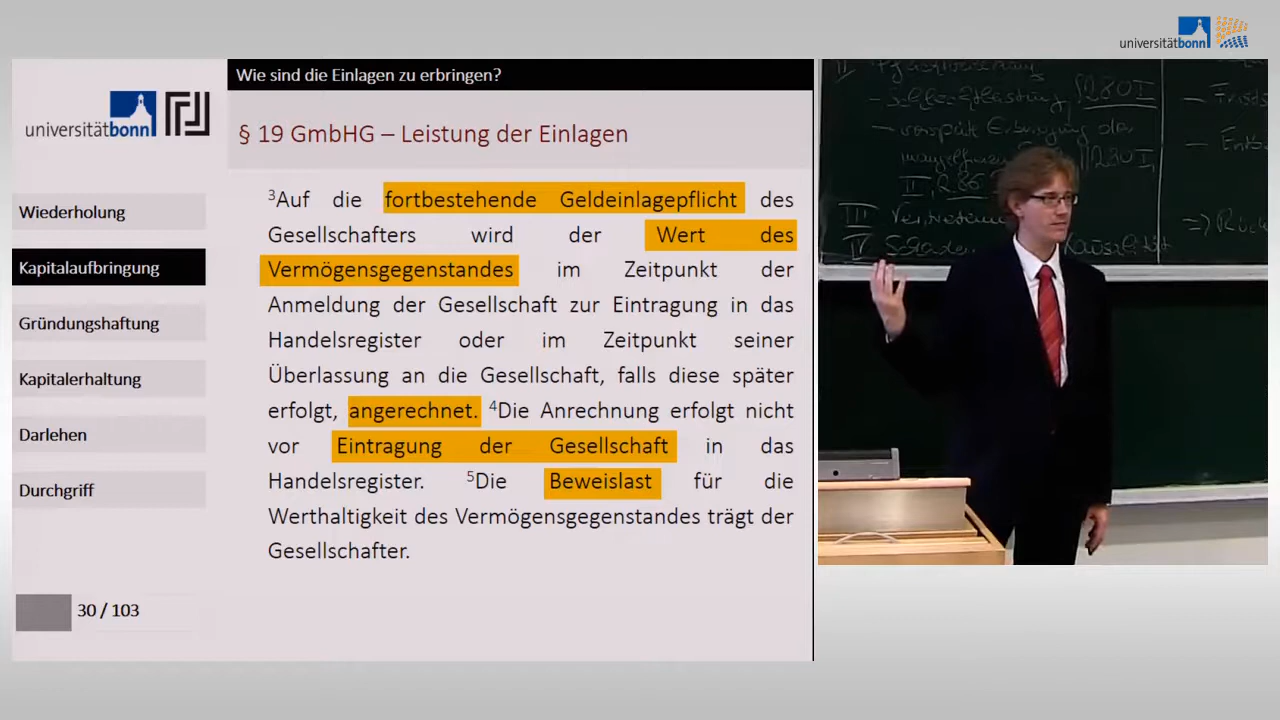 universitätbonn
Wie sind die Einlagen zu erbringen?
universitätbonn
§ 19 GmbHG – Leistung der Einlagen
Wiederholung
Kapitalaufbringung
Gründungshaftung
Kapitalerhaltung
Darlehen
Durchgriff
30 / 103
³Auf die fortbestehende Geldeinlagepflicht des
Gesellschafters wird der Wert des
Vermögensgegenstandes im Zeitpunkt der
Anmeldung der Gesellschaft zur Eintragung in das
Handelsregister oder im Zeitpunkt seiner
Überlassung an die Gesellschaft, falls diese später
erfolgt, angerechnet. ⁴Die Anrechnung erfolgt nicht
vor Eintragung der Gesellschaft in das
Handelsregister. ⁵Die Beweislast für die
Werthaltigkeit des Vermögensgegenstandes trägt der
Gesellschafter.
II
§ 280 I
III
IV